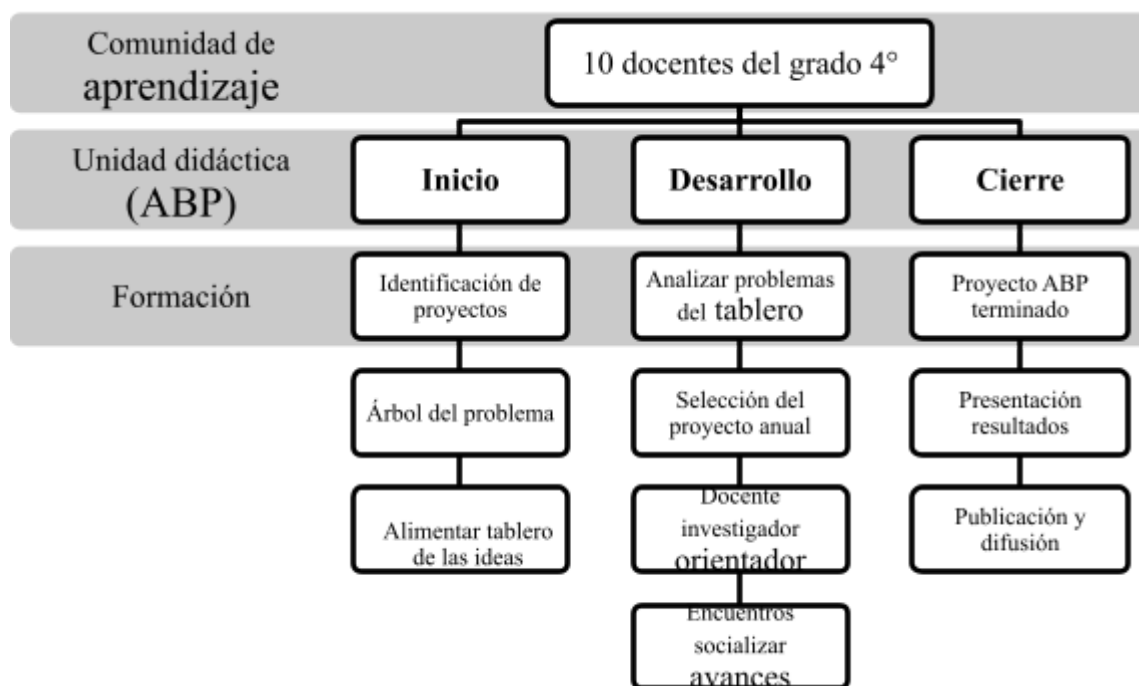 Comunidad de
aprendizaje
10 docentes del grado 4°
Unidad didáctica
(ABP)
Inicio
Desarrollo
Cierre
Formación
Identificación de
proyectos
Analizar problemas
del tablero
Proyecto ABP
terminado
Árbol del problema
Selección del
proyecto anual
Presentación
resultados
Alimentar tablero
de las ideas
Docente
investigador
orientador
Publicación y
difusión
Encuentros
socializar
avances